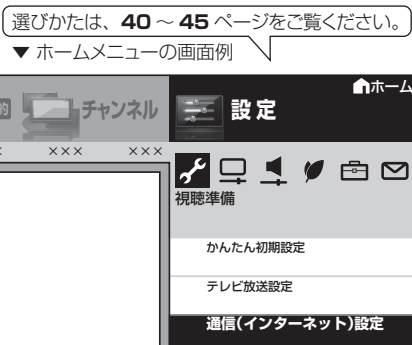 選びかたは、40～45ページをご覧ください。
▼ ホームメニューの画面例
ホーム
約 チャンネル 設定
××× ×××
視聴準備
かんたん初期設定
テレビ放送設定
通信(インターネット)設定